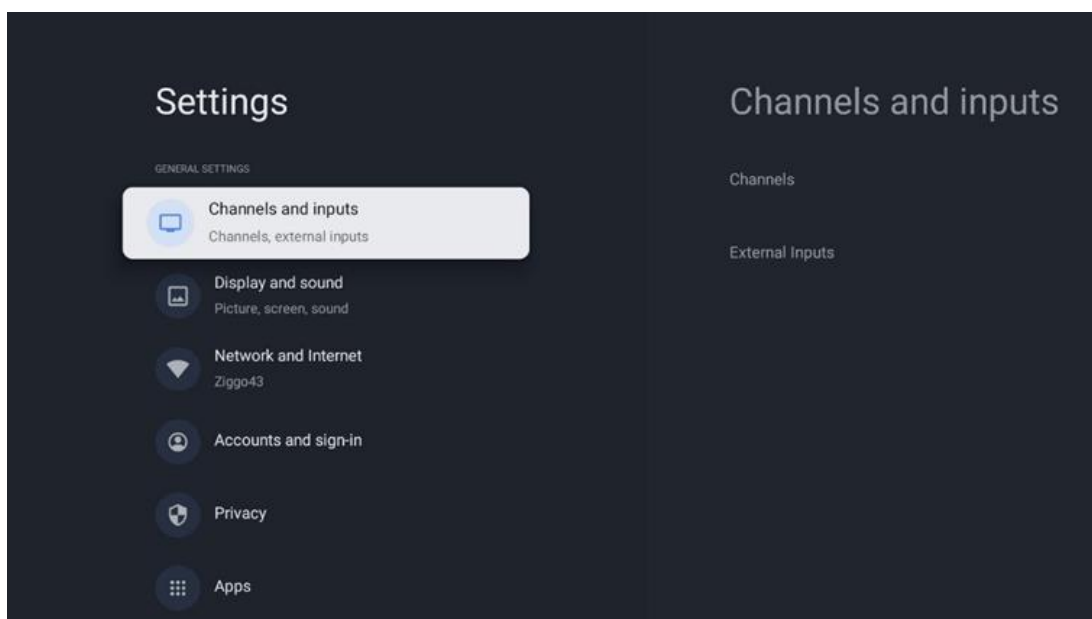 Settings
GENERAL SETTINGS
Channels and inputs
Channels, external inputs
Display and sound
Picture, screen, sound
Network and Internet
Ziggo43
Accounts and sign-in
Privacy
Apps
Channels and inputs
Channels
External Inputs